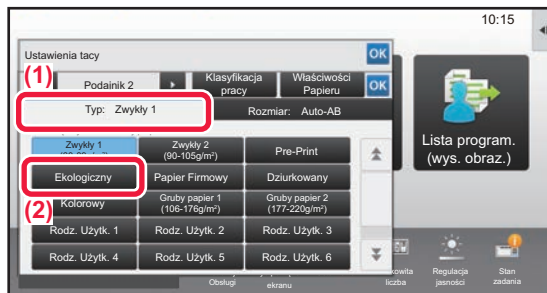 10:15
Ustawienia tacy
OK
(1)
Podajnik 2
Klasyfikacja pracy
Właściwości Papieru
OK
Typ: Zwykły 1
Rozmiar: Auto-AB
Zwykły 1
Zwykły 2
(90-105g/m²)
Pre-Print
Ekologiczny
Papier Firmowy
Dziurkowany
(2)
Kolorowy
Gruby papier 1
(106-176g/m²)
Gruby papier 2
(177-220g/m²)
Rodz. Użytk. 1
Rodz. Użytk. 2
Rodz. Użytk. 3
Rodz. Użytk. 4
Rodz. Użytk. 5
Rodz. Użytk. 6
Lista program.
(wys. obraz.)
Obsługi
ekranu
liczba
Regulacja
jasności
Stan
zadania